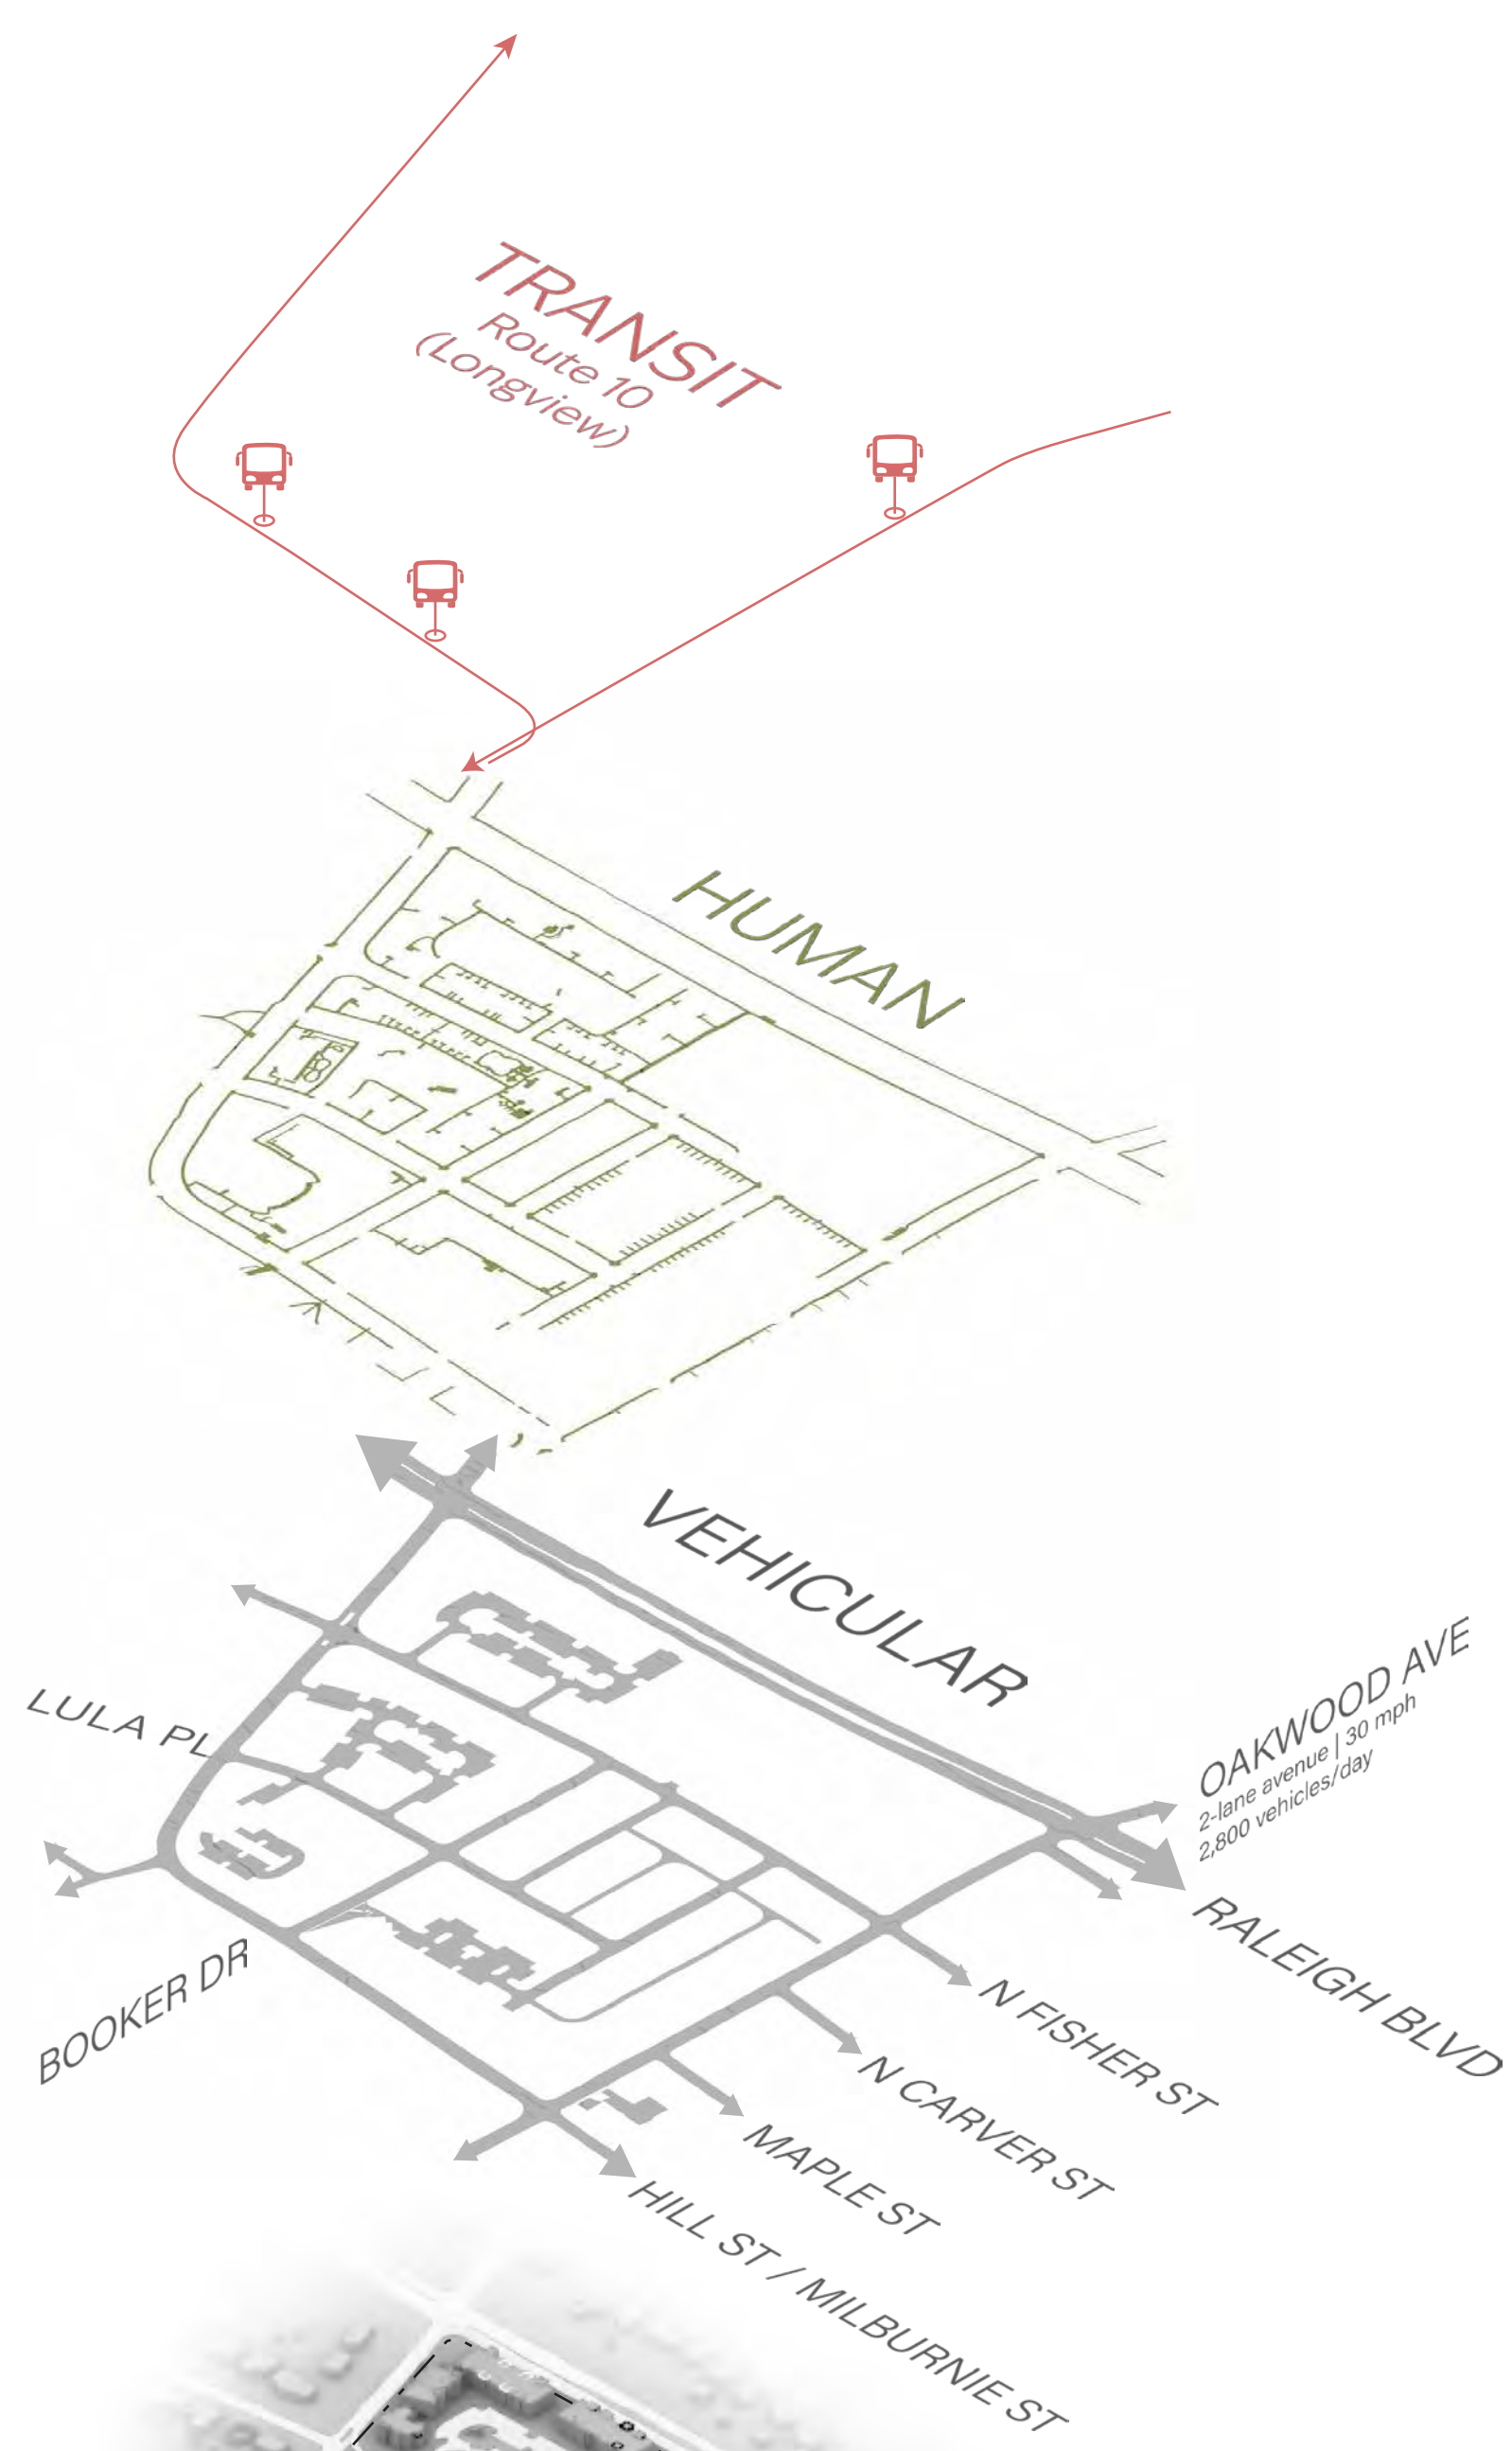 TRANSIT
Route 10
(Longview)
HUMAN
VEHICULAR
OAKWOOD AVE
2-lane avenue | 30 mph
2,800 vehicles/day
LULA PL
RALEIGH BLVD
BOOKER DR
N FISHER ST
N CARVER ST
MAPLE ST
HILL ST / MILBURNIE ST